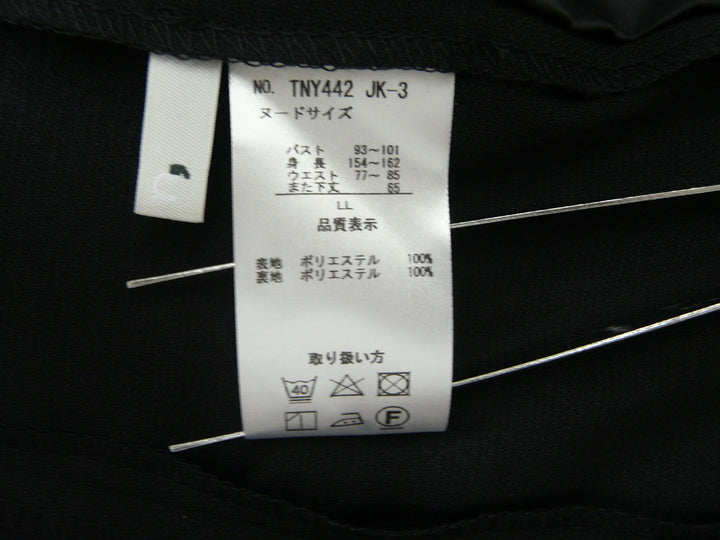 NO. TNY442 JK-3
ヌードサイズ
バスト 93～101
身長 154～162
ウエスト 77～ 85
また下丈 65
LL
品質表示
表地 ポリエステル 100%
裏地 ポリエステル 100%
取り扱い方
40
F